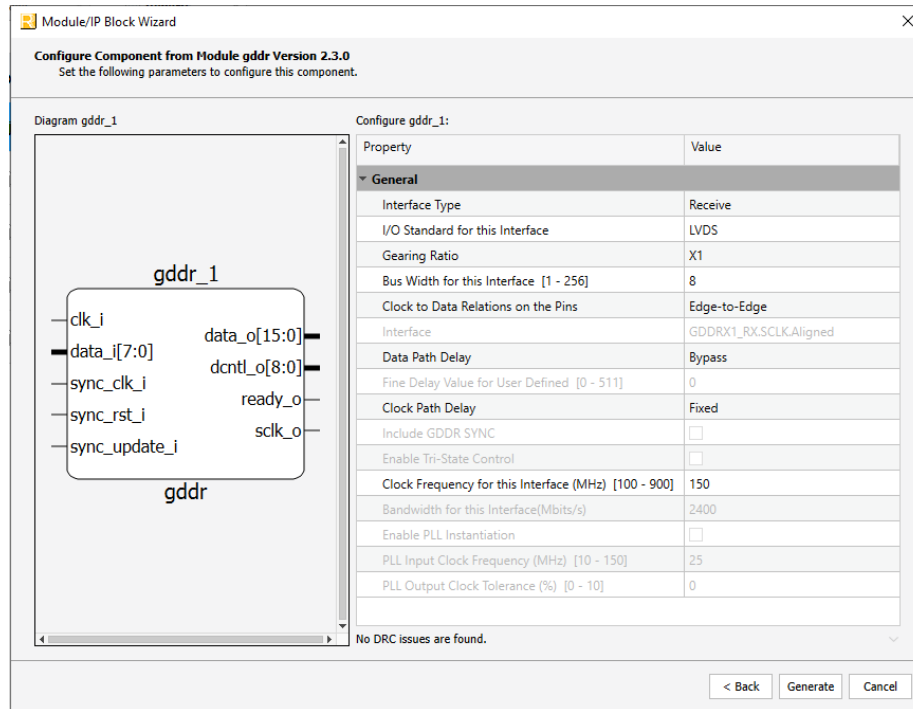 Module/IP Block Wizard
Configure Component from Module gddr Version 2.3.0
Set the following parameters to configure this component.
Diagram gddr_1
gddr_1
clk_i
data_i[7:0]
sync_clk_i
sync_rst_i
sync_update_i
data_o[15:0]
dcntl_o[8:0]
ready_o
sclk_o
gddr
Configure gddr_1:
Property Value
General
Interface Type Receive
I/O Standard for this Interface LVDS
Gearing Ratio X1
Bus Width for this Interface [1 - 256] 8
Clock to Data Relations on the Pins Edge-to-Edge
Interface GDDRX1_RX.SCLK.Aligned
Data Path Delay Bypass
Fine Delay Value for User Defined [0 - 511] 0
Clock Path Delay Fixed
Include GDDR SYNC
Enable Tri-State Control
Clock Frequency for this Interface (MHz) [100 - 900] 150
Bandwidth for this Interface(Mbits/s) 2400
Enable PLL Instantiation
PLL Input Clock Frequency (MHz) [10 - 150] 25
PLL Output Clock Tolerance (%) [0 - 10] 0
No DRC issues are found.
< Back Generate Cancel